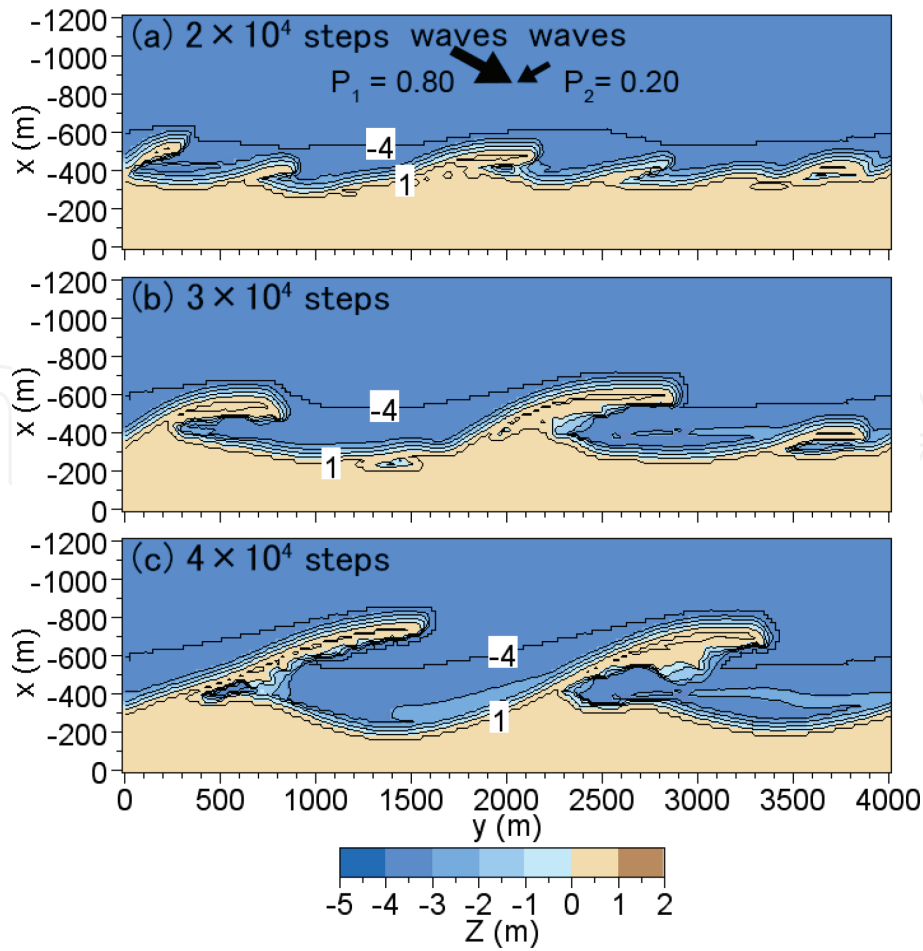 -1200
(a) 2×10⁴ steps waves waves
-1000
P₁ = 0.80 P₂ = 0.20
-800
x (m)
-600
-4
-400
1
-200
0
-1200
(b) 3×10⁴ steps
-1000
-800
x (m)
-600
-4
-400
1
-200
0
-1200
(c) 4×10⁴ steps
-1000
-800
x (m)
-600
-4
-400
1
-200
0
0 500 1000 1500 2000 2500 3000 3500 4000
y (m)
-5 -4 -3 -2 -1 0 1 2
Z (m)